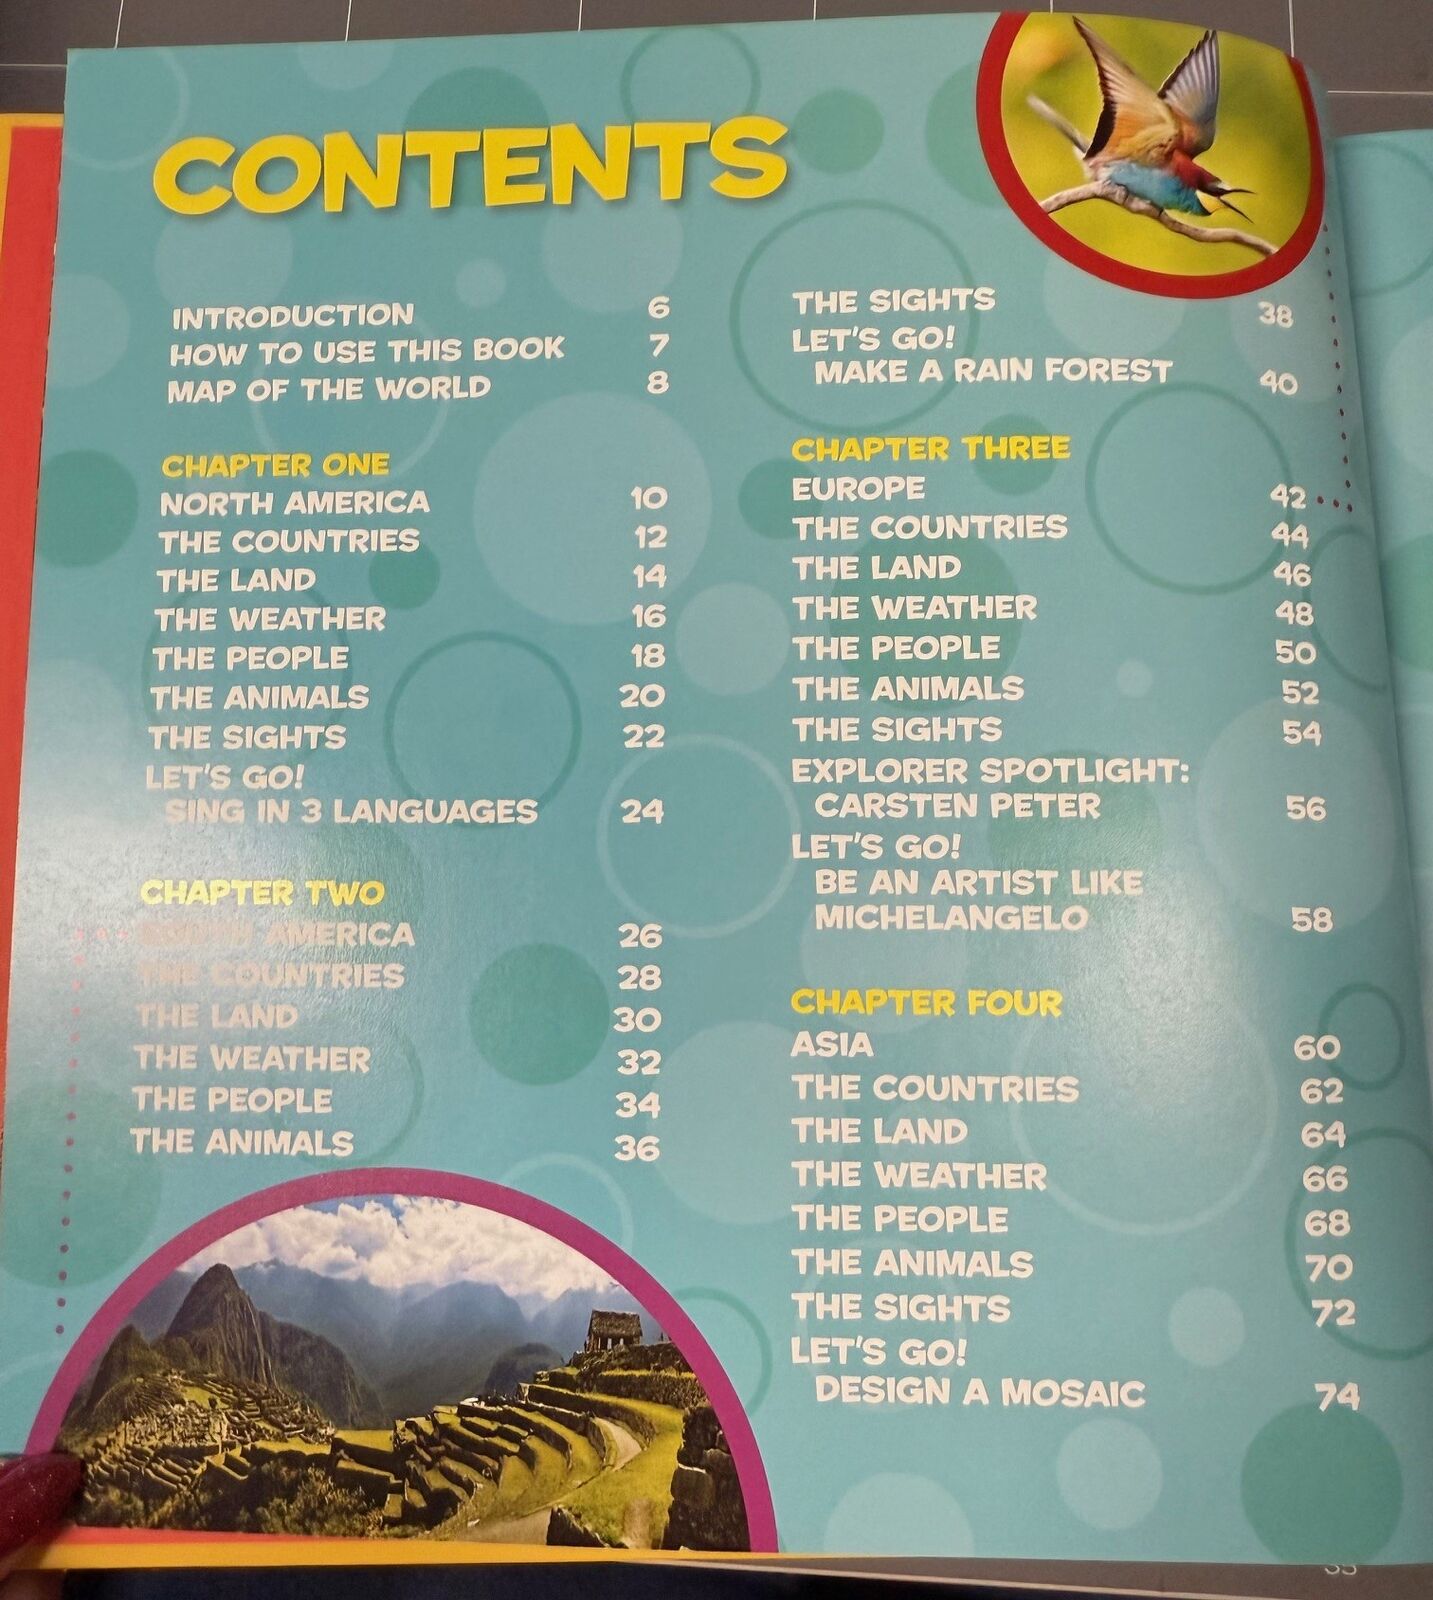 CONTENTS
INTRODUCTION 6
HOW TO USE THIS BOOK 7
MAP OF THE WORLD 8
CHAPTER ONE
NORTH AMERICA 10
THE COUNTRIES 12
THE LAND 14
THE WEATHER 16
THE PEOPLE 18
THE ANIMALS 20
THE SIGHTS 22
LET'S GO!
SING IN 3 LANGUAGES 24
CHAPTER TWO
SOUTH AMERICA 26
THE COUNTRIES 28
THE LAND 30
THE WEATHER 32
THE PEOPLE 34
THE ANIMALS 36
THE SIGHTS 38
LET'S GO!
MAKE A RAIN FOREST 40
CHAPTER THREE
EUROPE 42
THE COUNTRIES 44
THE LAND 46
THE WEATHER 48
THE PEOPLE 50
THE ANIMALS 52
THE SIGHTS 54
EXPLORER SPOTLIGHT:
CARSTEN PETER 56
LET'S GO!
BE AN ARTIST LIKE
MICHELANGELO 58
CHAPTER FOUR
ASIA 60
THE COUNTRIES 62
THE LAND 64
THE WEATHER 66
THE PEOPLE 68
THE ANIMALS 70
THE SIGHTS 72
LET'S GO!
DESIGN A MOSAIC 74